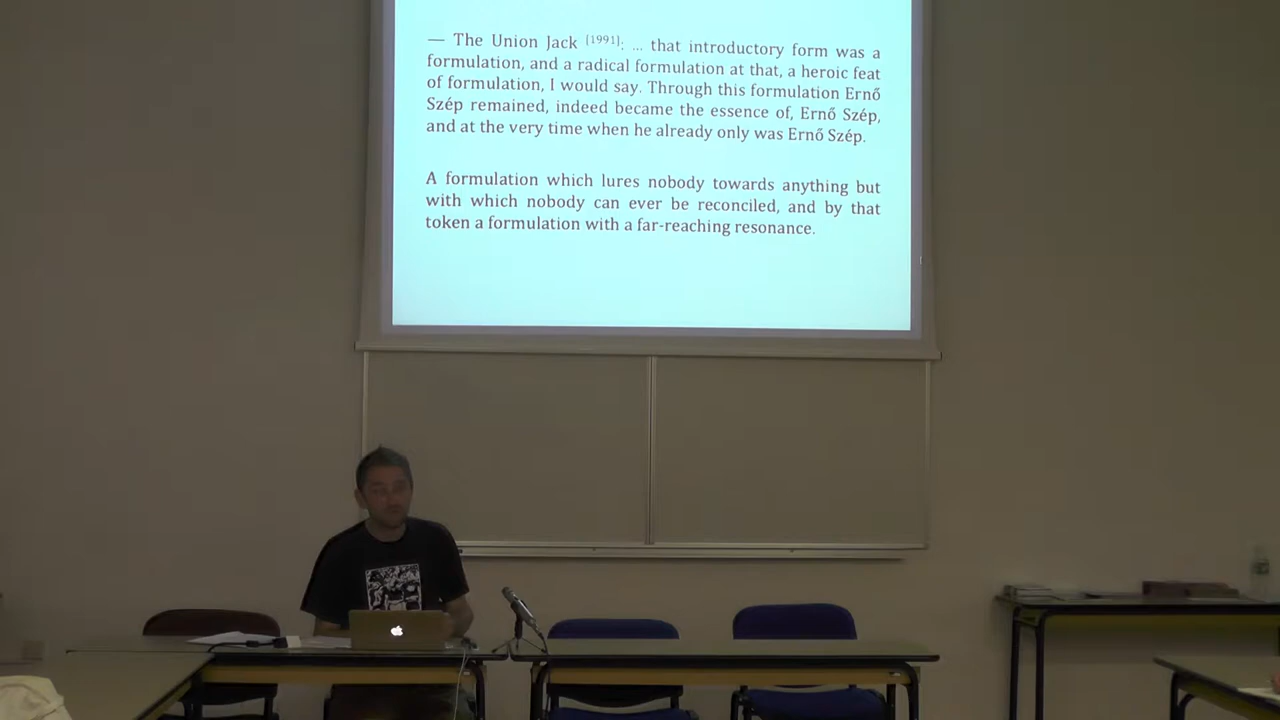 — The Union Jack [1991]: ... that introductory form was a
formulation, and a radical formulation at that, a heroic feat
of formulation, I would say. Through this formulation Ernő
Szép remained, indeed became the essence of, Ernő Szép,
and at the very time when he already only was Ernő Szép.
A formulation which lures nobody towards anything but
with which nobody can ever be reconciled, and by that
token a formulation with a far-reaching resonance.